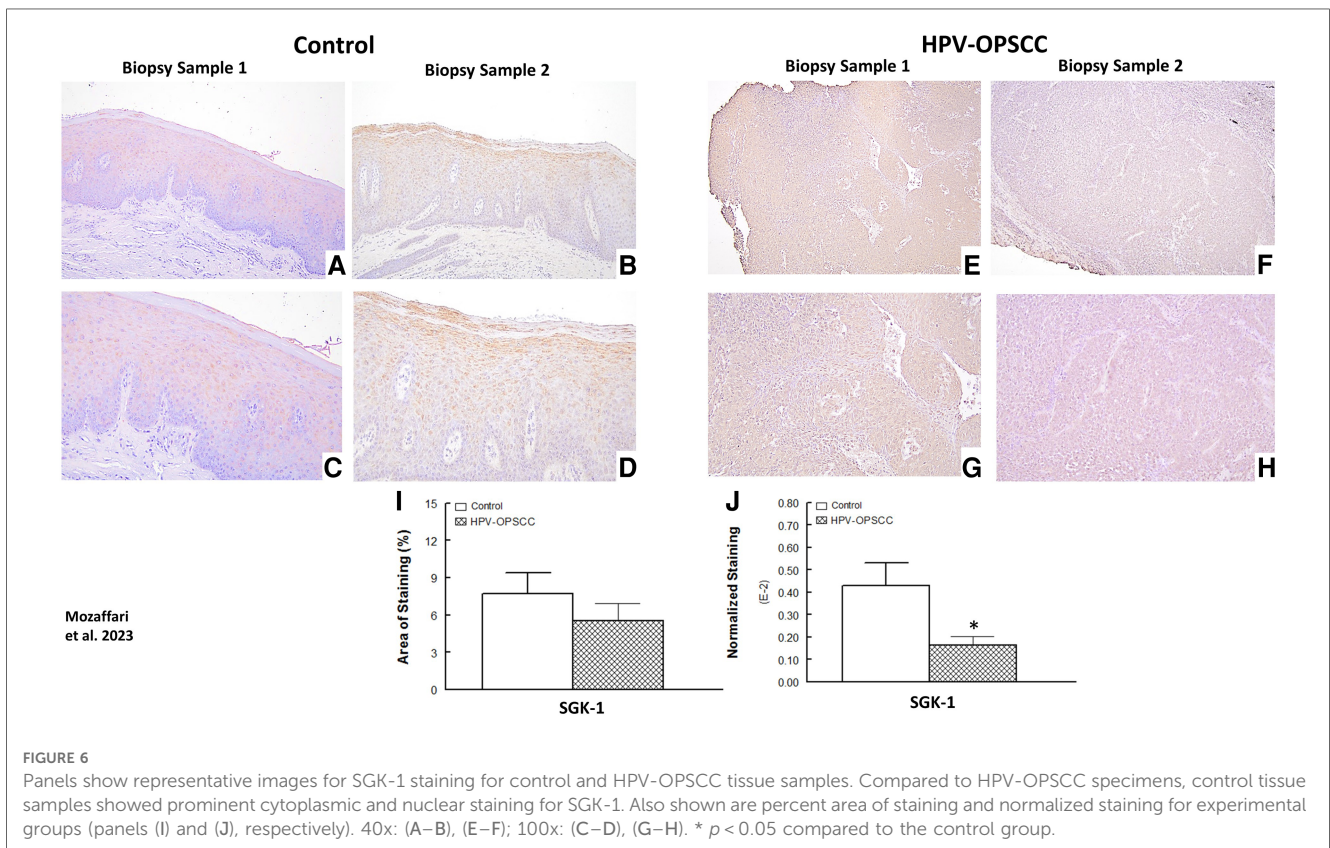 Control
HPV-OPSCC
Biopsy Sample 1
Biopsy Sample 2
Biopsy Sample 1
Biopsy Sample 2
A
B
E
F
C
D
G
H
I
15
12
9
6
3
0
Area of Staining (%)
Control
HPV-OPSCC
SGK-1
J
0.80
0.70
0.60
0.50
0.40
0.30
0.20
0.10
0.00
Normalized Staining
(E-2)
Control
HPV-OPSCC
*
SGK-1
Mozaffari
et al. 2023
FIGURE 6
Panels show representative images for SGK-1 staining for control and HPV-OPSCC tissue samples. Compared to HPV-OPSCC specimens, control tissue
samples showed prominent cytoplasmic and nuclear staining for SGK-1. Also shown are percent area of staining and normalized staining for experimental
groups (panels (I) and (J), respectively). 40x: (A–B), (E–F); 100x: (C–D), (G–H). * p < 0.05 compared to the control group.